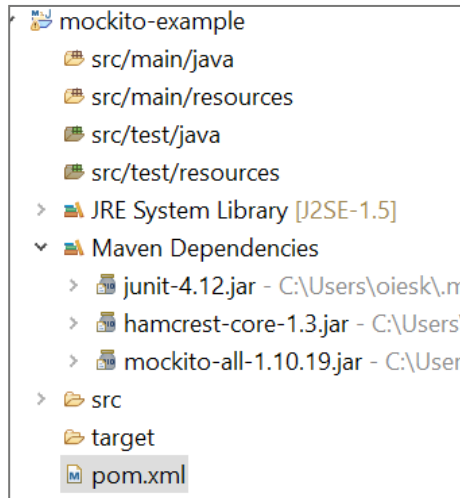 mockito-example
src/main/java
src/main/resources
src/test/java
src/test/resources
JRE System Library [J2SE-1.5]
Maven Dependencies
junit-4.12.jar - C:\Users\oiesk\.m
hamcrest-core-1.3.jar - C:\Users\
mockito-all-1.10.19.jar - C:\User
src
target
pom.xml